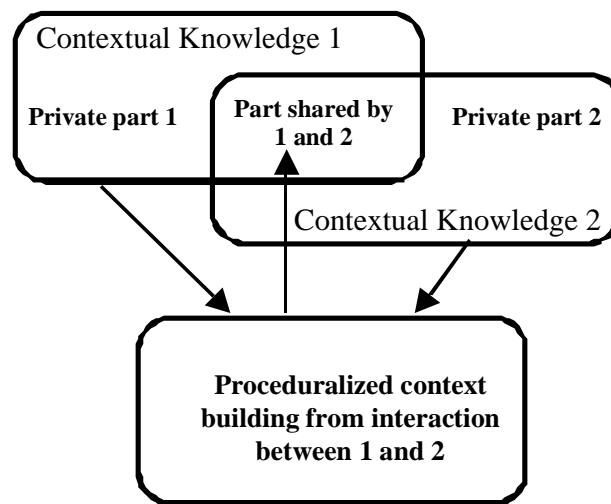 Contextual Knowledge 1
Private part 1
Part shared by
1 and 2
Private part 2
Contextual Knowledge 2
Proceduralized context
building from interaction
between 1 and 2